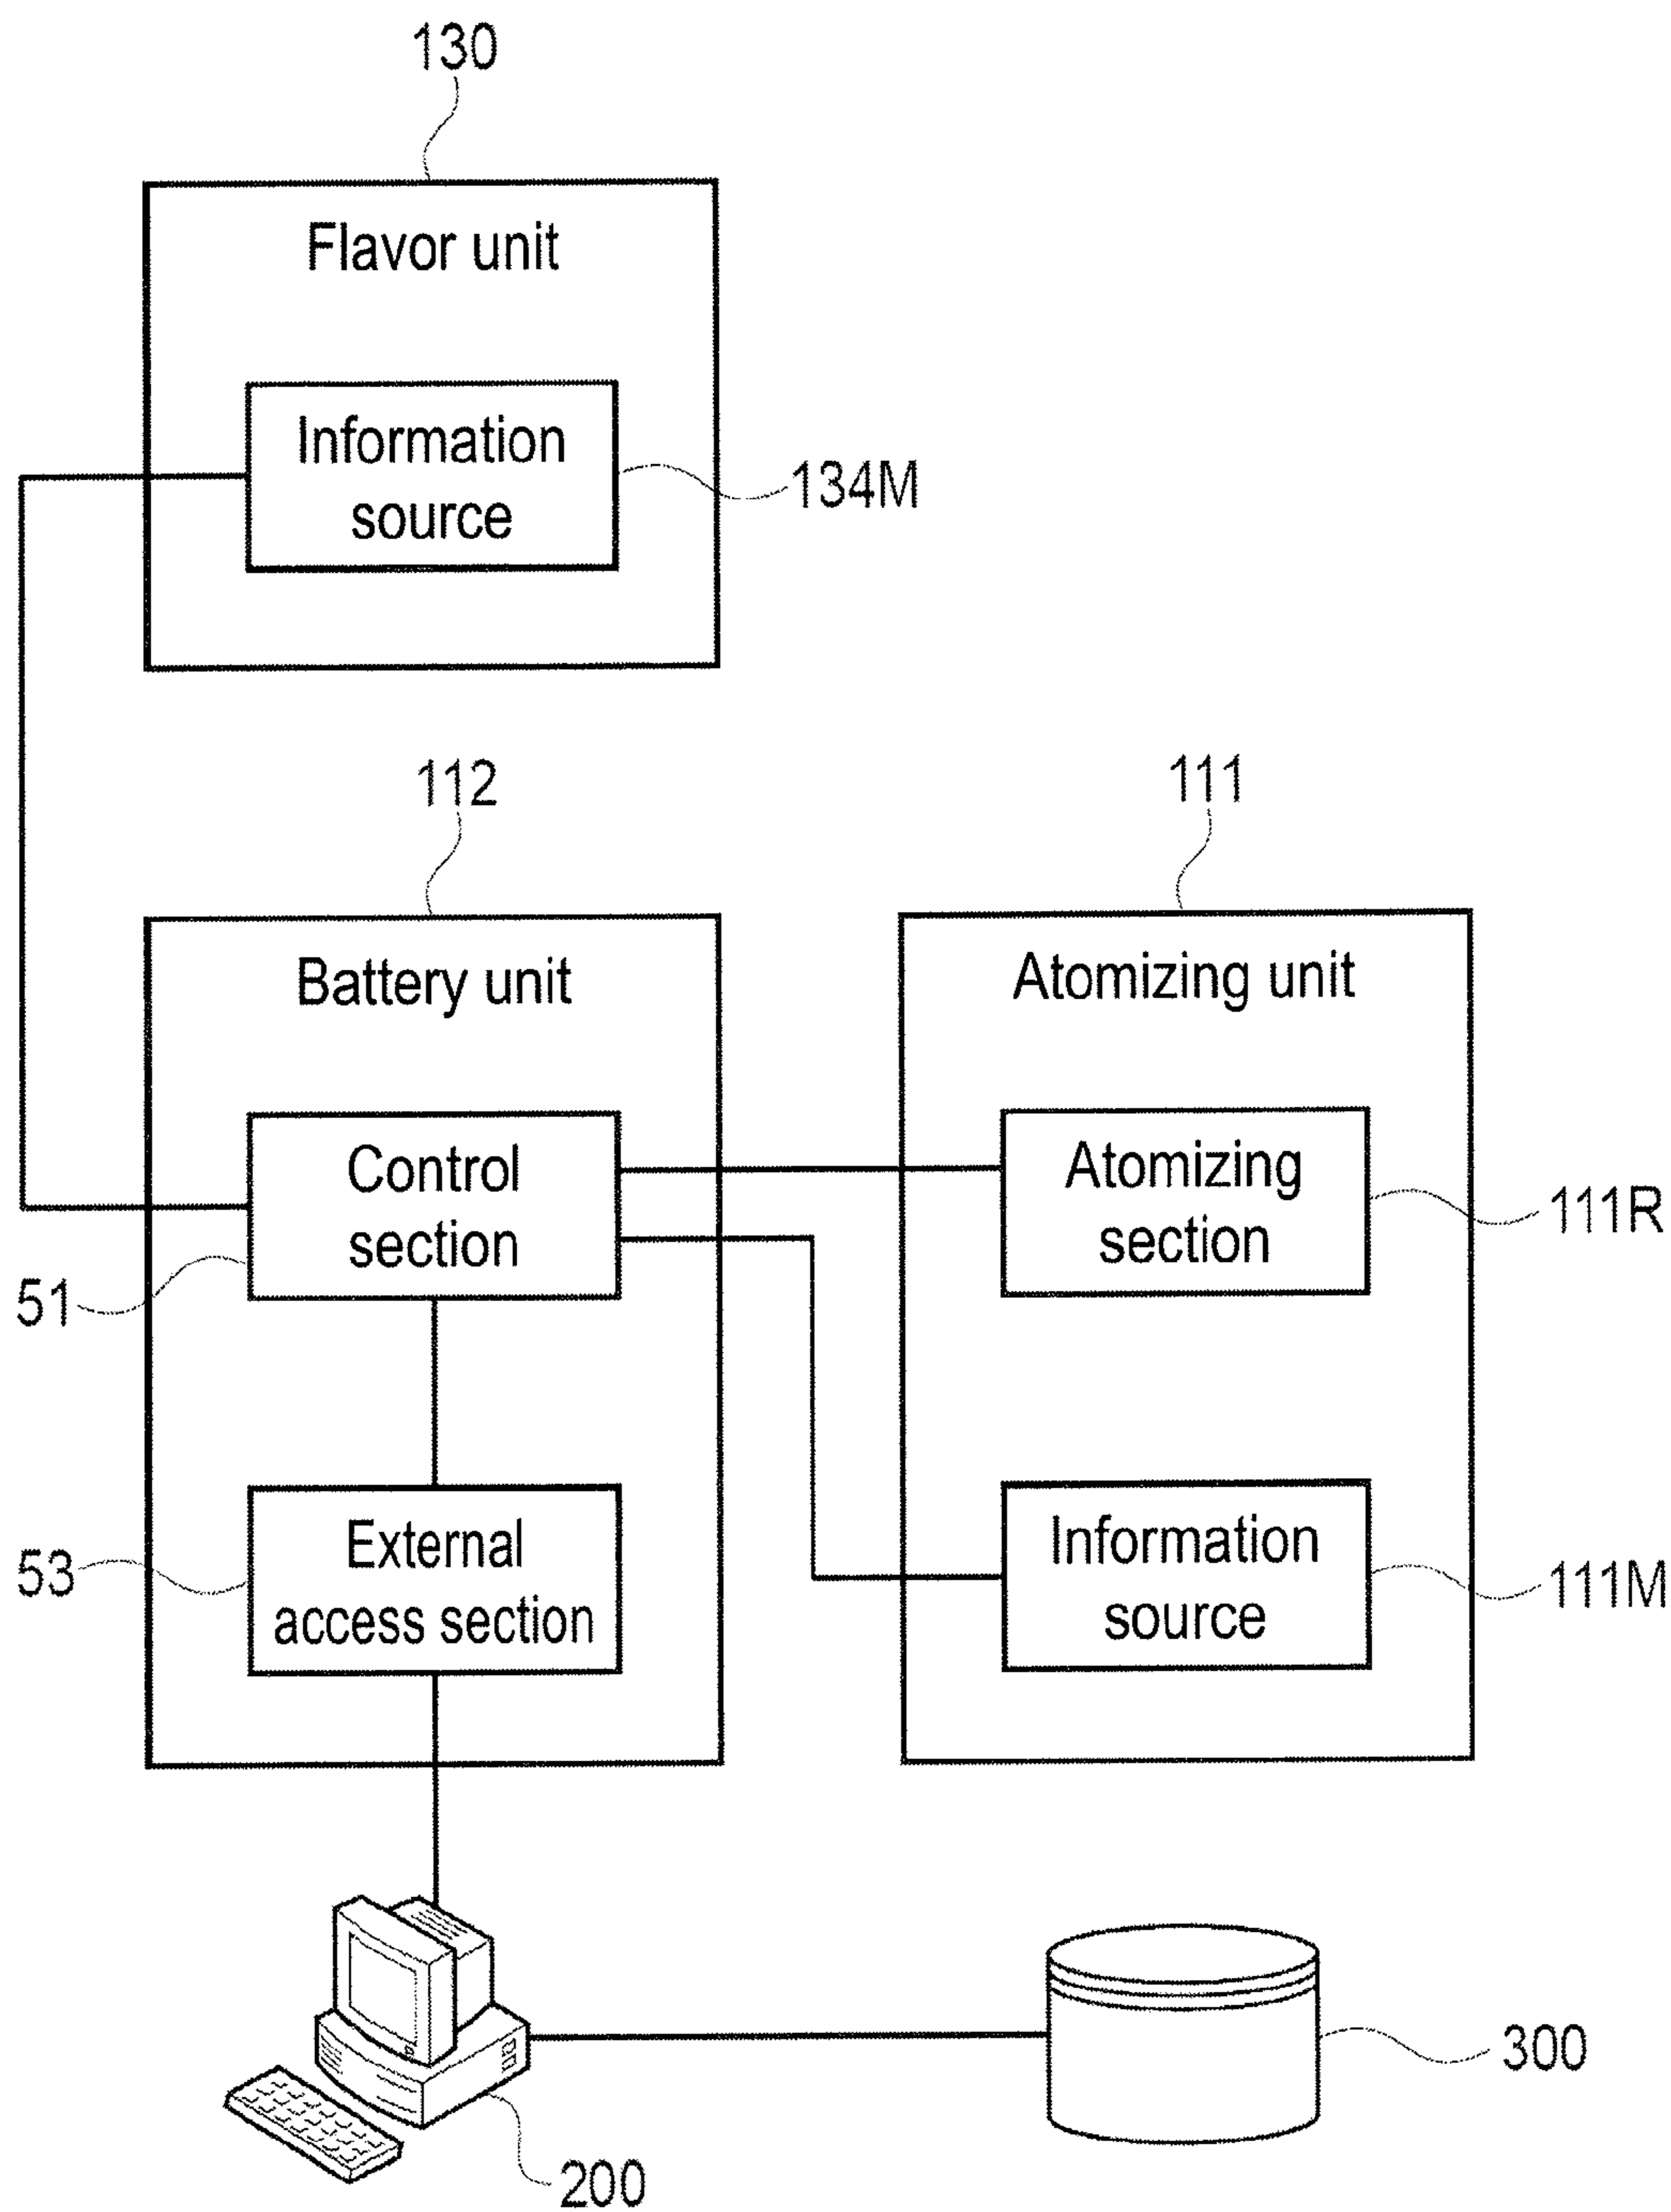 130
Flavor unit
Information
source
134M
112
111
Battery unit
Atomizing unit
Control
section
Atomizing
section
111R
51
External
access section
Information
source
53
111M
300
200